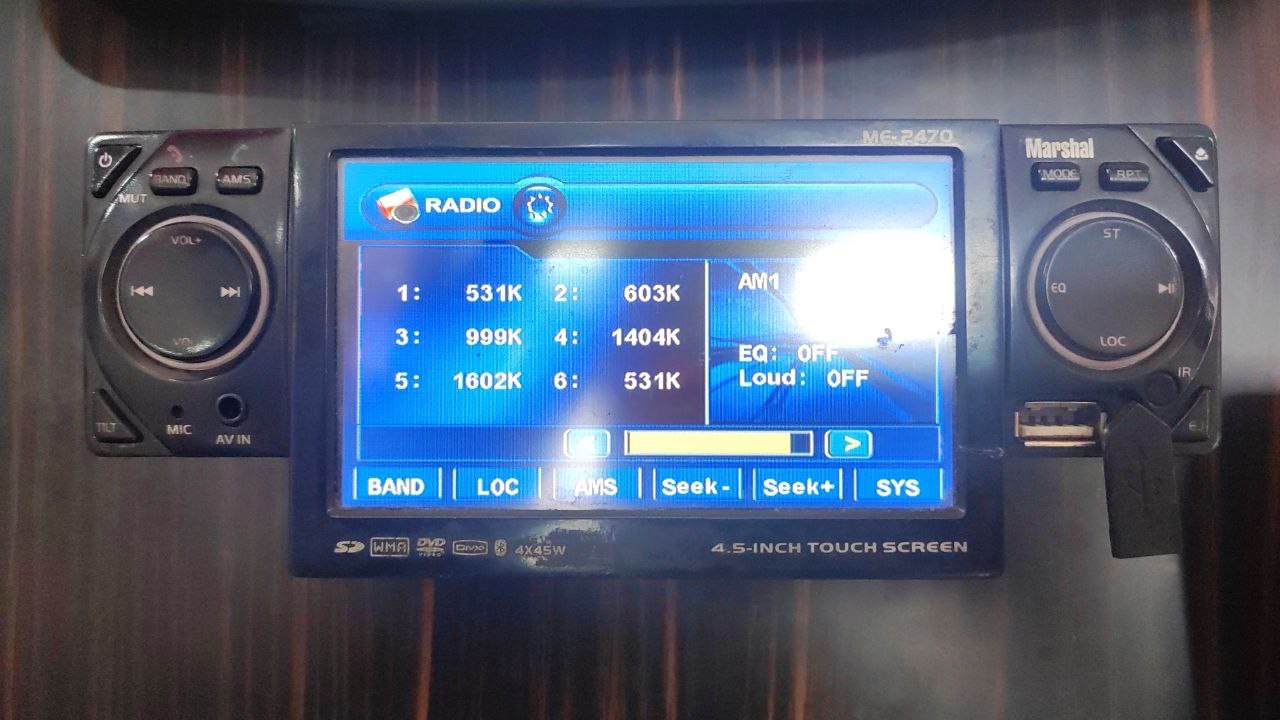 ME-2470
Marshal
BAND
AMS
MUT
MODE
RPT
VOL+
ST
EQ
LOC
IR
TILT
MIC
AV IN
RADIO
1: 531K 2: 603K
3: 999K 4: 1404K
5: 1602K 6: 531K
AM1
EQ: OFF
Loud: OFF
>
BAND LOC AMS Seek- Seek+ SYS
SD WMA DVD VIDEO DivX 4X45W
4.5-INCH TOUCH SCREEN